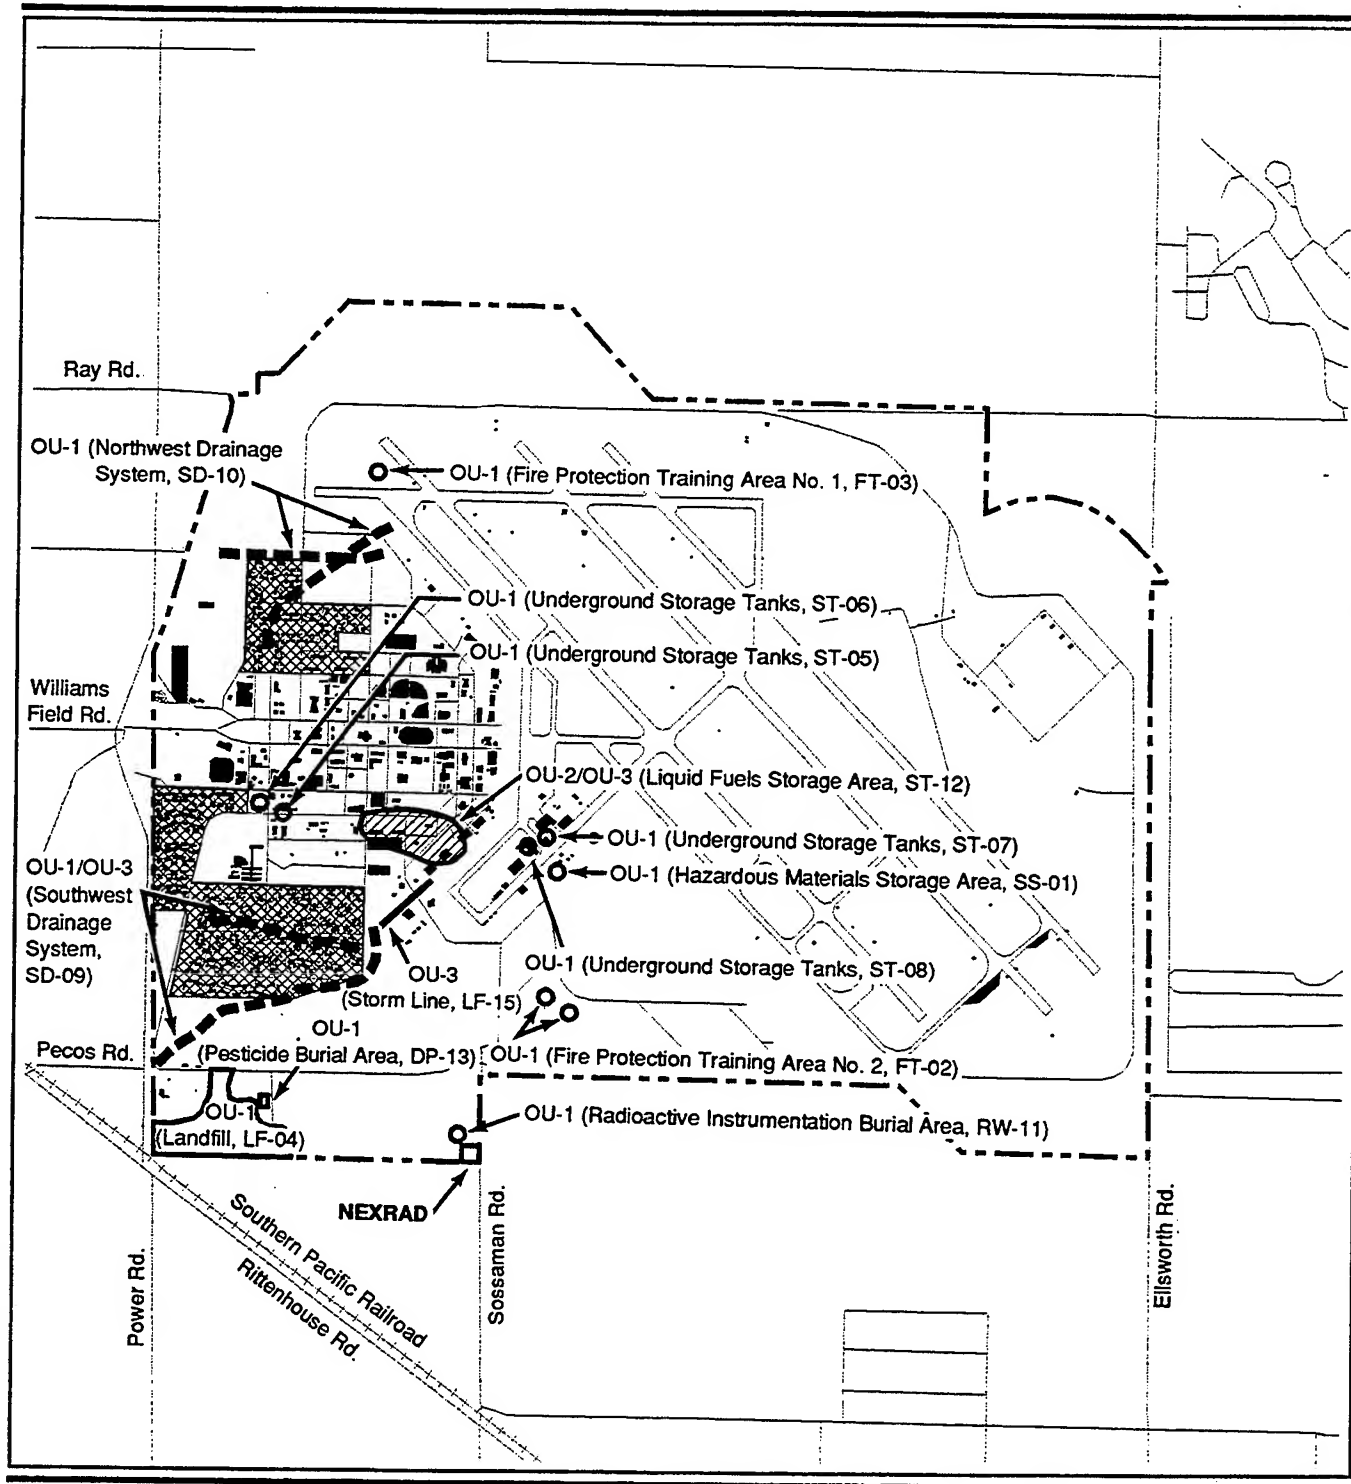 Ray Rd.
OU-1 (Northwest Drainage
System, SD-10)
OU-1 (Fire Protection Training Area No. 1, FT-03)
OU-1 (Underground Storage Tanks, ST-06)
OU-1 (Underground Storage Tanks, ST-05)
Williams
Field Rd.
OU-2/OU-3 (Liquid Fuels Storage Area, ST-12)
OU-1 (Underground Storage Tanks, ST-07)
OU-1 (Hazardous Materials Storage Area, SS-01)
OU-1/OU-3
(Southwest
Drainage
System,
SD-09)
OU-1 (Underground Storage Tanks, ST-08)
OU-3
(Storm Line, LF-15)
OU-1
(Pesticide Burial Area, DP-13)
Pecos Rd.
OU-1 (Fire Protection Training Area No. 2, FT-02)
OU-1
(Landfill, LF-04)
OU-1 (Radioactive Instrumentation Burial Area, RW-11)
NEXRAD
Southern Pacific Railroad
Rittenhouse Rd.
Power Rd.
Sossaman Rd.
Ellsworth Rd.